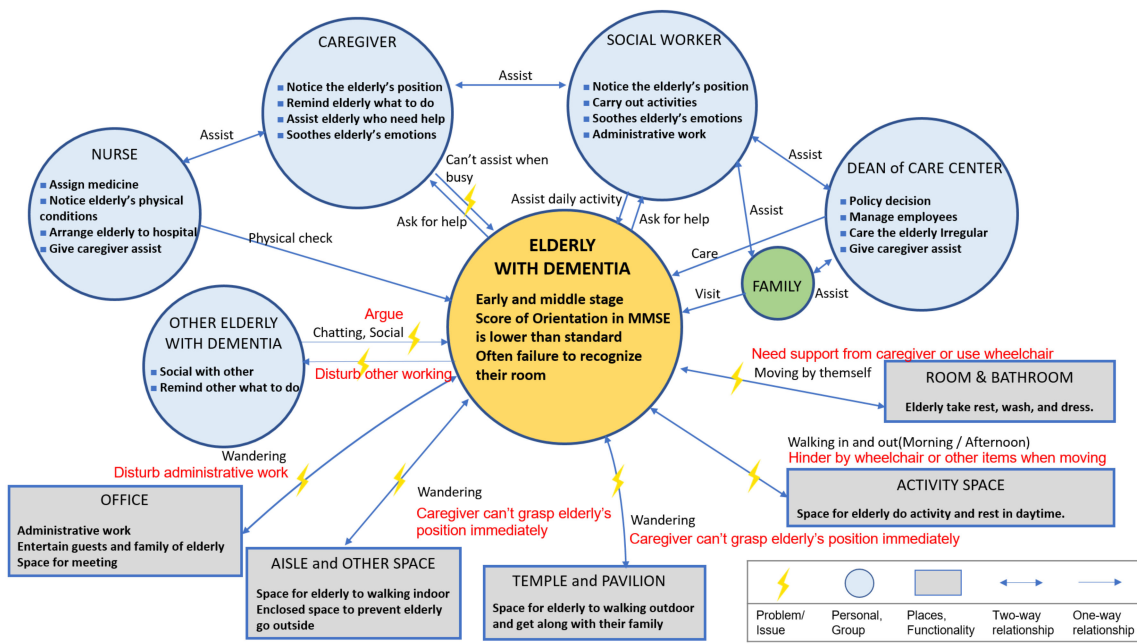 CAREGIVER
Notice the elderly's position
Remind elderly what to do
Assist elderly who need help
Soothes elderly's emotions
Assist
SOCIAL WORKER
Notice the elderly's position
Carry out activities
Soothes elderly's emotions
Administrative work
Assist
NURSE
Assign medicine
Notice elderly's physical
conditions
Arrange elderly to hospital
Give caregiver assist
Can't assist when
busy
Ask for help
Assist daily activity
Ask for help
Assist
Assist
DEAN of CARE CENTER
Policy decision
Manage employees
Care the elderly Irregular
Give caregiver assist
Physical check
Care
Visit
FAMILY
Assist
ELDERLY
WITH DEMENTIA
Early and middle stage
Score of Orientation in MMSE
is lower than standard
Often failure to recognize
their room
OTHER ELDERLY
WITH DEMENTIA
Social with other
Remind other what to do
Argue
Chatting, Social
Disturb other working
Need support from caregiver or use wheelchair
Moving by themself
ROOM & BATHROOM
Elderly take rest, wash, and dress.
Wandering
Disturb administrative work
OFFICE
Administrative work
Entertain guests and family of elderly
Space for meeting
Wandering
Caregiver can't grasp elderly's
position immediately
AISLE and OTHER SPACE
Space for elderly to walking indoor
Enclosed space to prevent elderly
go outside
Wandering
Caregiver can't grasp elderly's position immediately
TEMPLE and PAVILION
Space for elderly to walking outdoor
and get along with their family
Walking in and out(Morning / Afternoon)
Hinder by wheelchair or other items when moving
ACTIVITY SPACE
Space for elderly do activity and rest in daytime.
Problem/
Issue
Personal,
Group
Places,
Functionality
Two-way
relationship
One-way
relationship